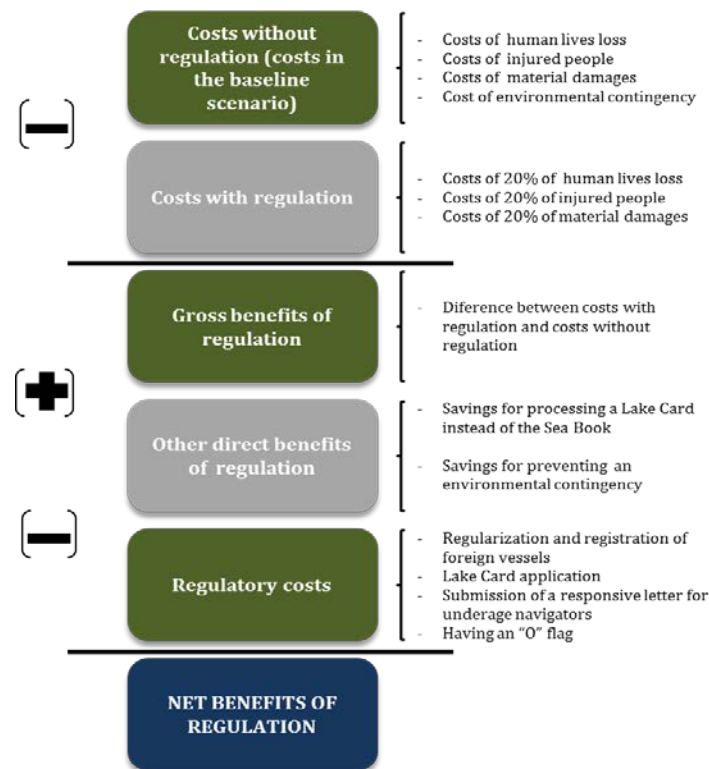 Costs without
regulation (costs in
the baseline
scenario)
- Costs of human lives loss
- Costs of injured people
- Costs of material damages
- Cost of environmental contingency
Costs with regulation
- Costs of 20% of human lives loss
- Costs of 20% of injured people
- Costs of 20% of material damages
Gross benefits of
regulation
- Diference between costs with
regulation and costs without
regulation
Other direct benefits
of regulation
- Savings for processing a Lake Card
instead of the Sea Book
- Savings for preventing an
environmental contingency
Regulatory costs
- Regularization and registration of
foreign vessels
- Lake Card application
- Submission of a responsive letter for
underage navigators
- Having an “O” flag
NET BENEFITS OF
REGULATION